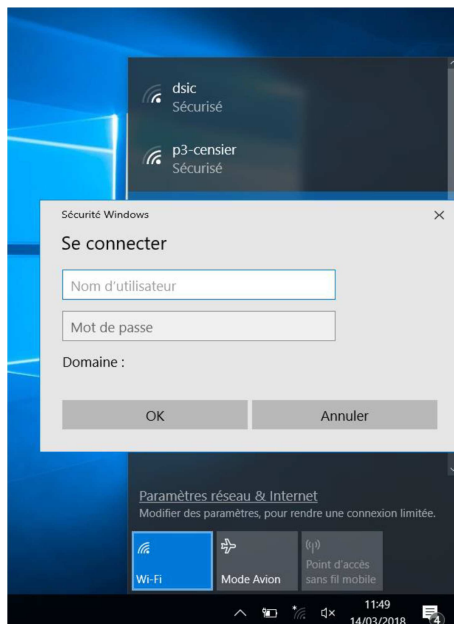 dsic
Sécurisé
p3-censier
Sécurisé
Sécurité Windows
Se connecter
Nom d'utilisateur
Mot de passe
Domaine :
OK
Annuler
Paramètres réseau & Internet
Modifier des paramètres, pour rendre une connexion limitée.
Wi-Fi
Mode Avion
Point d'accès
sans fil mobile
11:49
14/03/2018
4